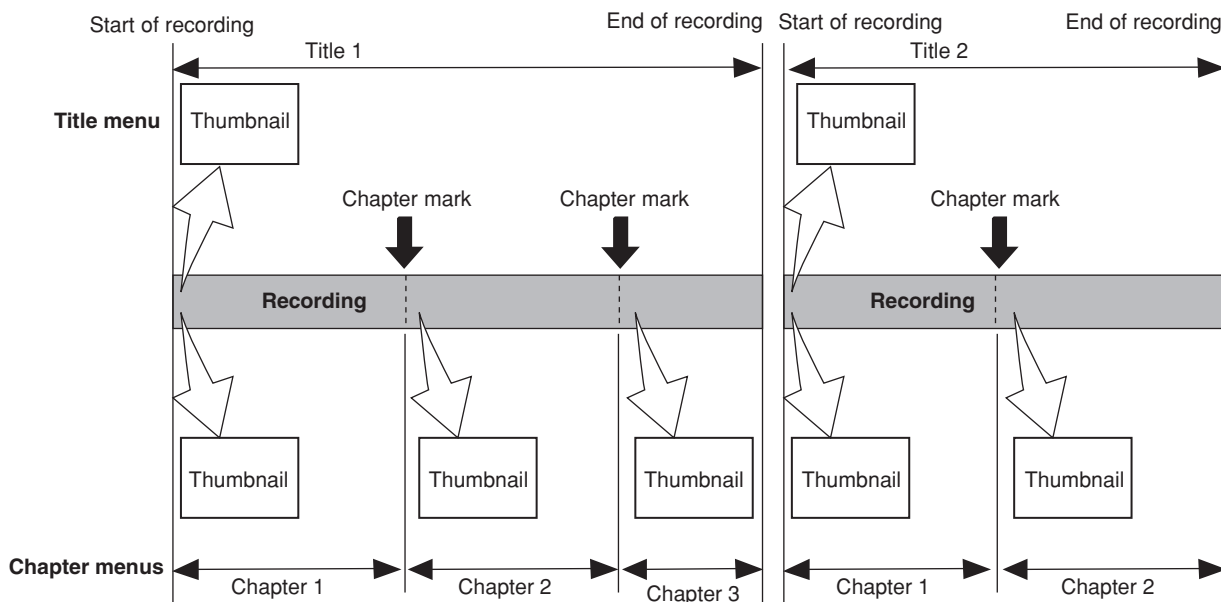 Start of recording
End of recording
Start of recording
End of recording
Title 1
Title 2
Title menu
Thumbnail
Thumbnail
Chapter mark
Chapter mark
Chapter mark
Recording
Recording
Thumbnail
Thumbnail
Thumbnail
Thumbnail
Thumbnail
Chapter menus
Chapter 1
Chapter 2
Chapter 3
Chapter 1
Chapter 2